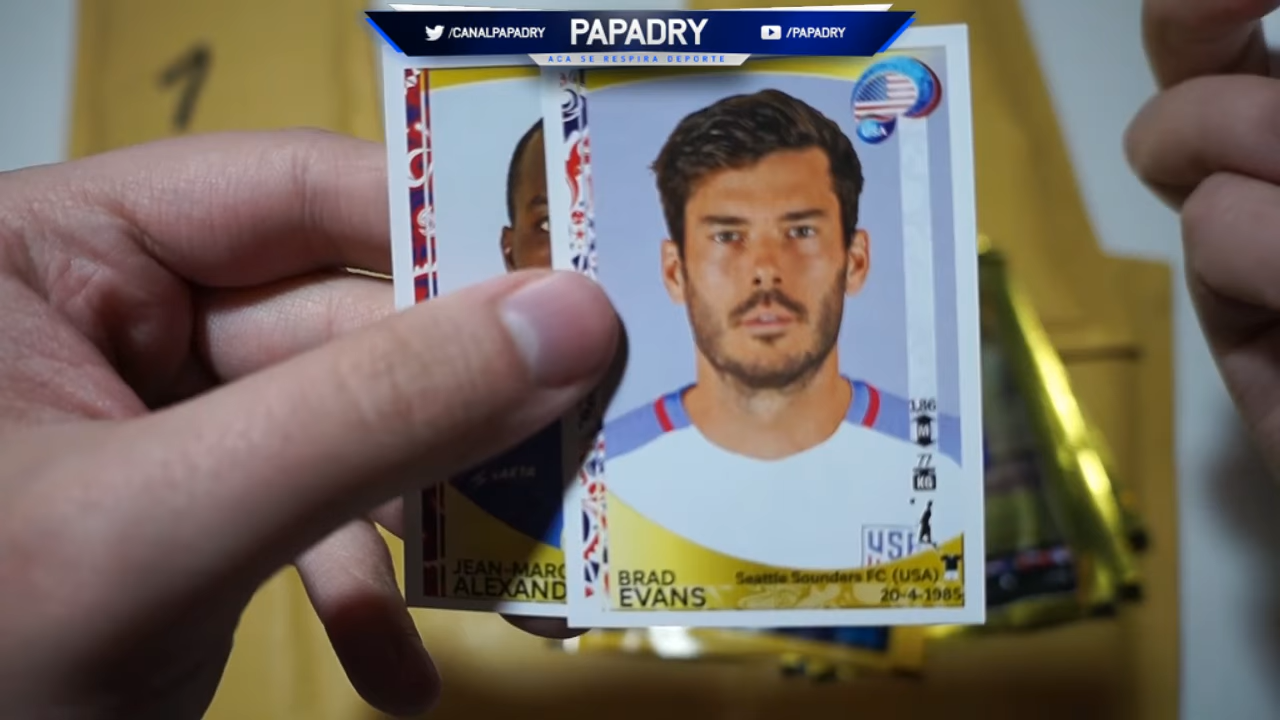 1
/CANALPAPADRY
PAPADRY
/PAPADRY
ACA SE RESPIRA DEPORTE
USA
1,86
M
77
KG
JEAN-MARC
ALEXAND
BRAD
EVANS
Seattle Sounders FC (USA)
20-4-1985